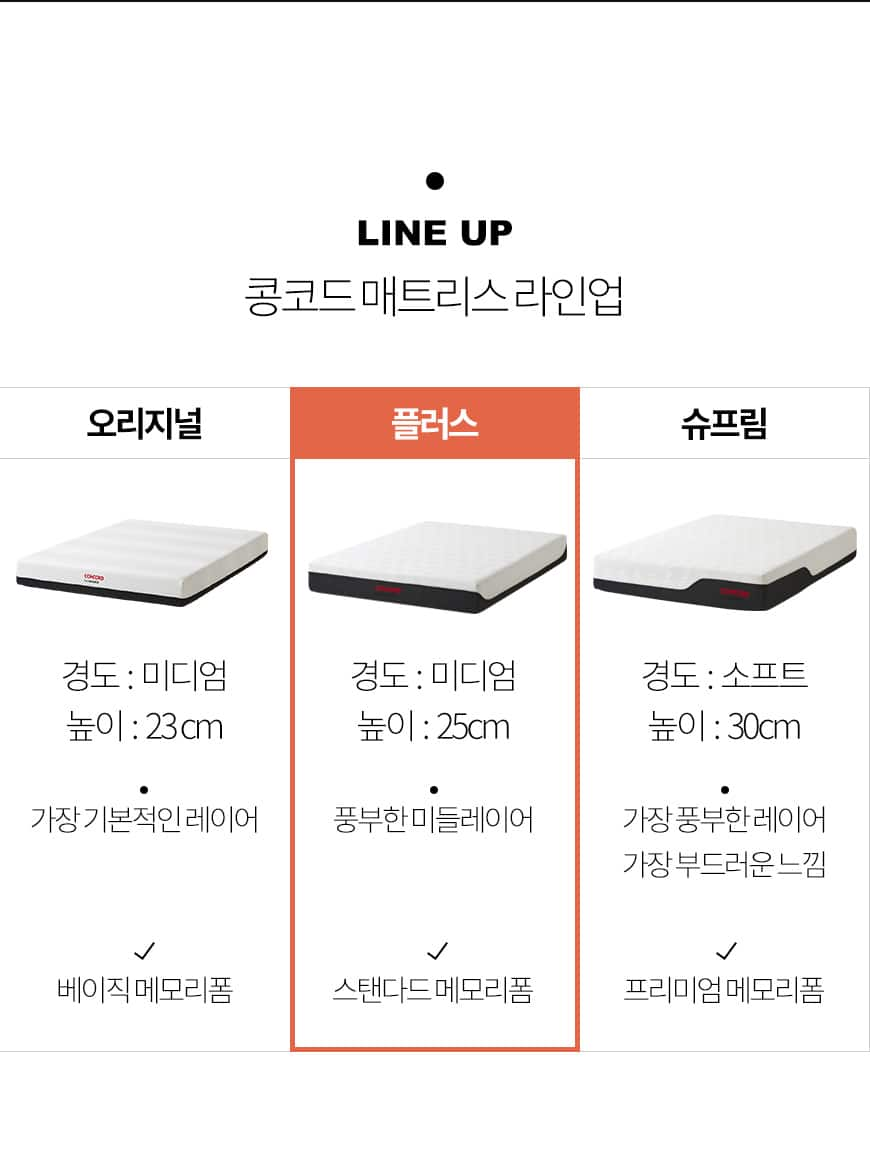 LINE UP
콩코드 매트리스 라인업
오리지널
플러스
슈프림
경도 : 미디엄
높이 : 23 cm
경도 : 미디엄
높이 : 25cm
경도 : 소프트
높이 : 30cm
가장 기본적인 레이어
풍부한 미들레이어
가장 풍부한 레이어
가장 부드러운 느낌
베이직 메모리폼
스탠다드 메모리폼
프리미엄 메모리폼